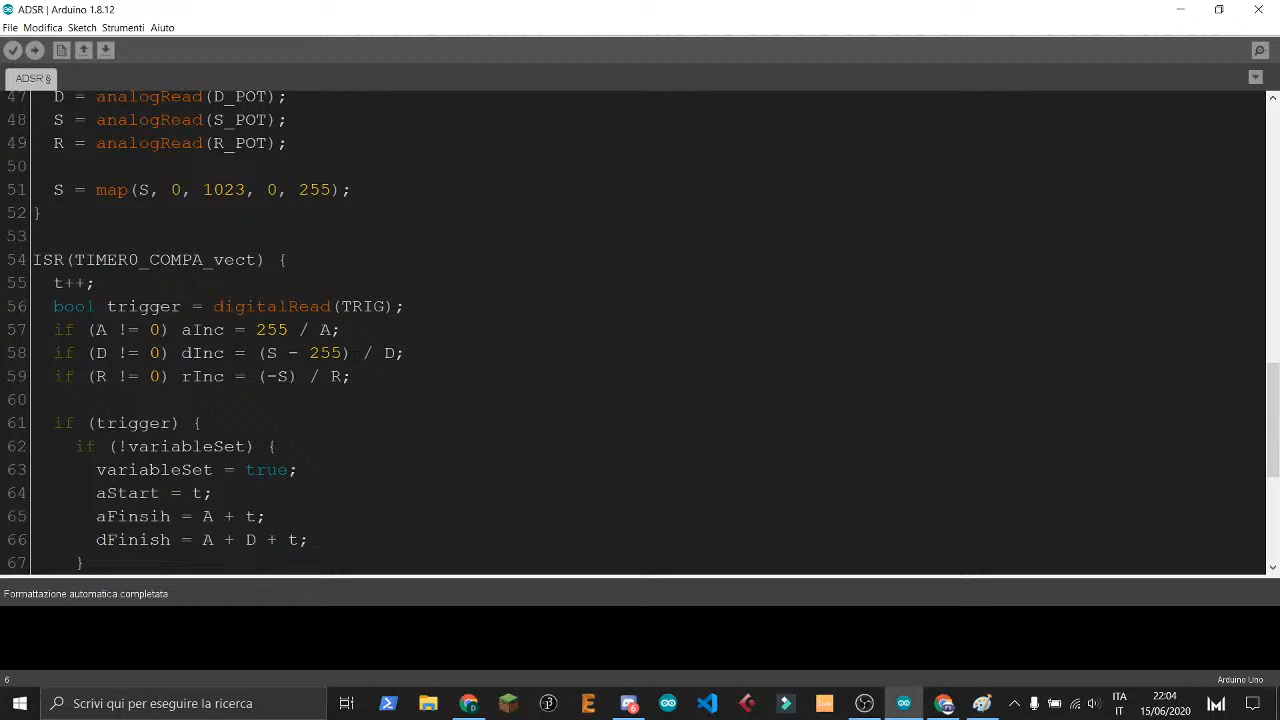 ADSR | Arduino 1.8.12
File Modifica Sketch Strumenti Aiuto
ADSR §
47 D = analogRead(D_POT);
48 S = analogRead(S_POT);
49 R = analogRead(R_POT);
50
51 S = map(S, 0, 1023, 0, 255);
52 }
53
54 ISR(TIMER0_COMPA_vect) {
55 t++;
56 bool trigger = digitalRead(TRIG);
57 if (A != 0) aInc = 255 / A;
58 if (D != 0) dInc = (S - 255) / D;
59 if (R != 0) rInc = (-S) / R;
60
61 if (trigger) {
62 if (!variableSet) {
63 variableSet = true;
64 aStart = t;
65 aFinsih = A + t;
66 dFinish = A + D + t;
67 }
Formattazione automatica completata
6
Arduino Uno
Scrivi qui per eseguire la ricerca
ITA
IT
22:04
15/06/2020